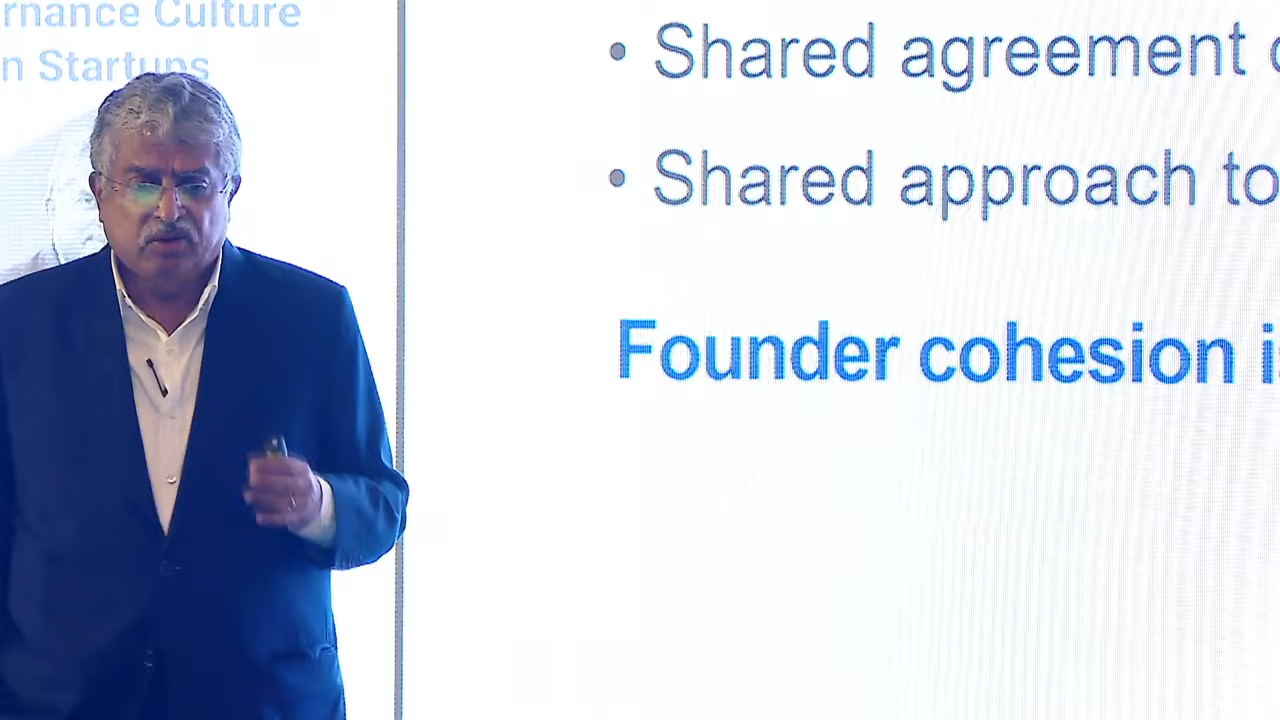 rnance Culture
n Startups
• Shared agreement
• Shared approach to
Founder cohesion